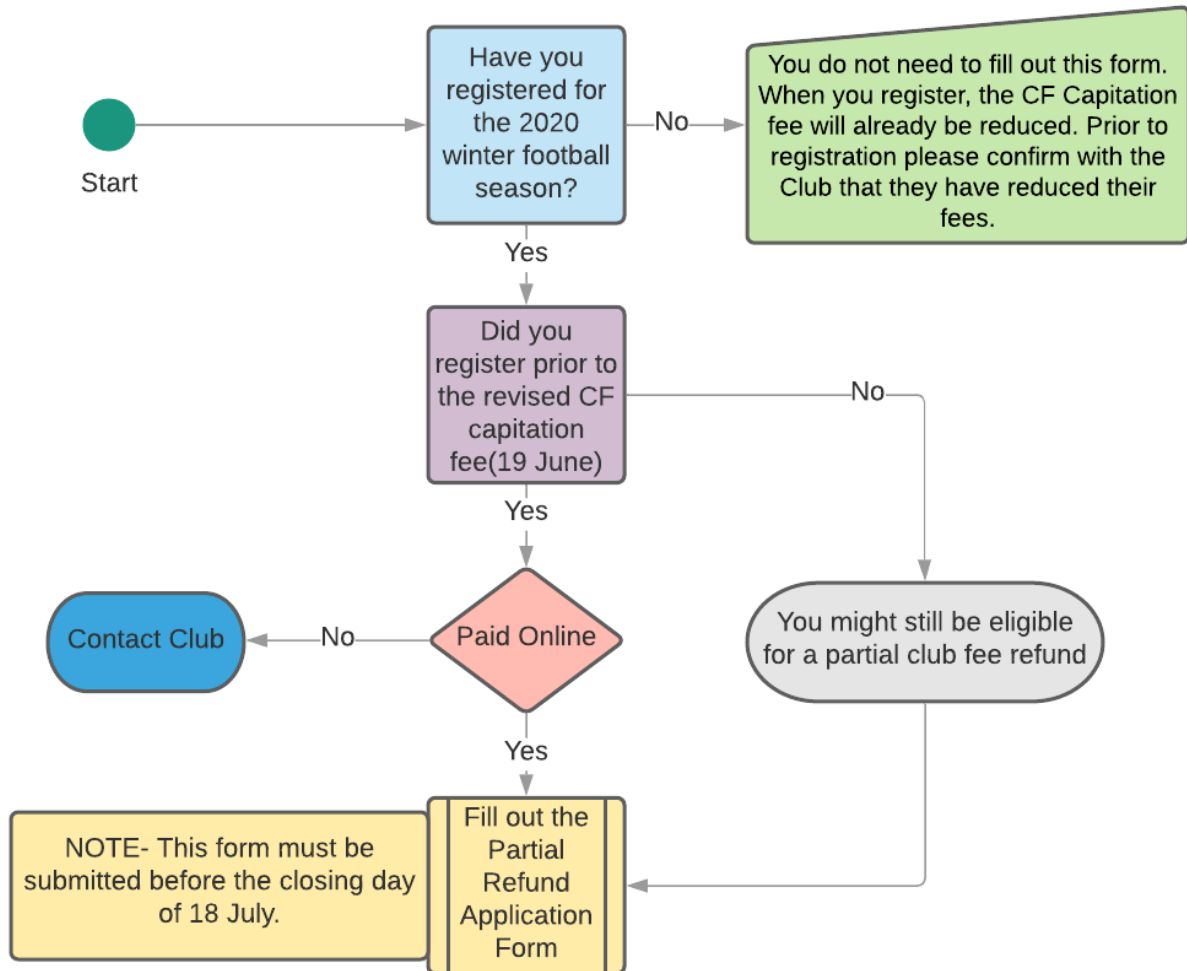 Have you
registered for
the 2020
winter football
season?
No
You do not need to fill out this form.
When you register, the CF Capitation
fee will already be reduced. Prior to
registration please confirm with the
Club that they have reduced their
fees.
Start
Yes
Did you
register prior to
the revised CF
capitation
fee(19 June)
No
Yes
Contact Club
No
Paid Online
You might still be eligible
for a partial club fee refund
Yes
NOTE- This form must be
submitted before the closing day
of 18 July.
Fill out the
Partial
Refund
Application
Form